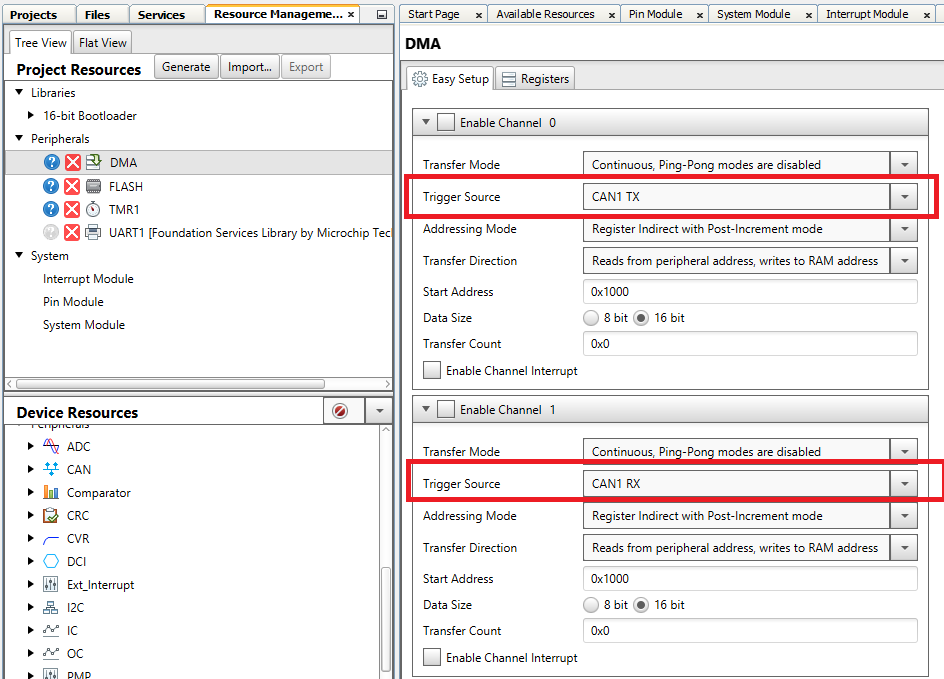 Projects Files Services Resource Manageme... ×
Start Page × Available Resources × Pin Module × System Module × Interrupt Module ×
Tree View Flat View
Project Resources Generate Import... Export
Libraries
16-bit Bootloader
Peripherals
DMA
FLASH
TMR1
UART1 [Foundation Services Library by Microchip Tec
System
Interrupt Module
Pin Module
System Module
Device Resources
Peripherals
ADC
CAN
Comparator
CRC
CVR
DCI
Ext_Interrupt
I2C
IC
OC
PMP
DMA
Easy Setup Registers
Enable Channel 0
Transfer Mode Continuous, Ping-Pong modes are disabled
Trigger Source CAN1 TX
Addressing Mode Register Indirect with Post-Increment mode
Transfer Direction Reads from peripheral address, writes to RAM address
Start Address 0x1000
Data Size 8 bit 16 bit
Transfer Count 0x0
Enable Channel Interrupt
Enable Channel 1
Transfer Mode Continuous, Ping-Pong modes are disabled
Trigger Source CAN1 RX
Addressing Mode Register Indirect with Post-Increment mode
Transfer Direction Reads from peripheral address, writes to RAM address
Start Address 0x1000
Data Size 8 bit 16 bit
Transfer Count 0x0
Enable Channel Interrupt